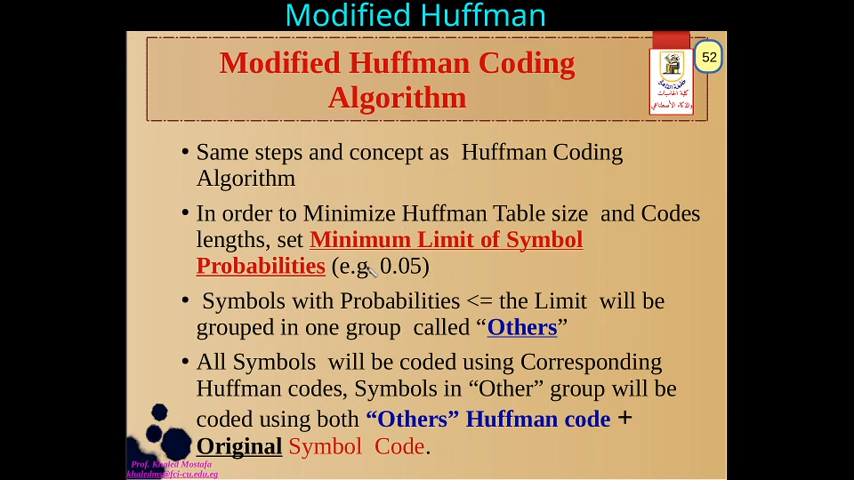 Modified Huffman
Modified Huffman Coding
Algorithm
52
• Same steps and concept as Huffman Coding
Algorithm
• In order to Minimize Huffman Table size and Codes
lengths, set Minimum Limit of Symbol
Probabilities (e.g. 0.05)
• Symbols with Probabilities <= the Limit will be
grouped in one group called “Others”
• All Symbols will be coded using Corresponding
Huffman codes, Symbols in “Other” group will be
coded using both “Others” Huffman code +
Original Symbol Code.
Prof. Khaled Mostafa
khaledms@fci-cu.edu.eg